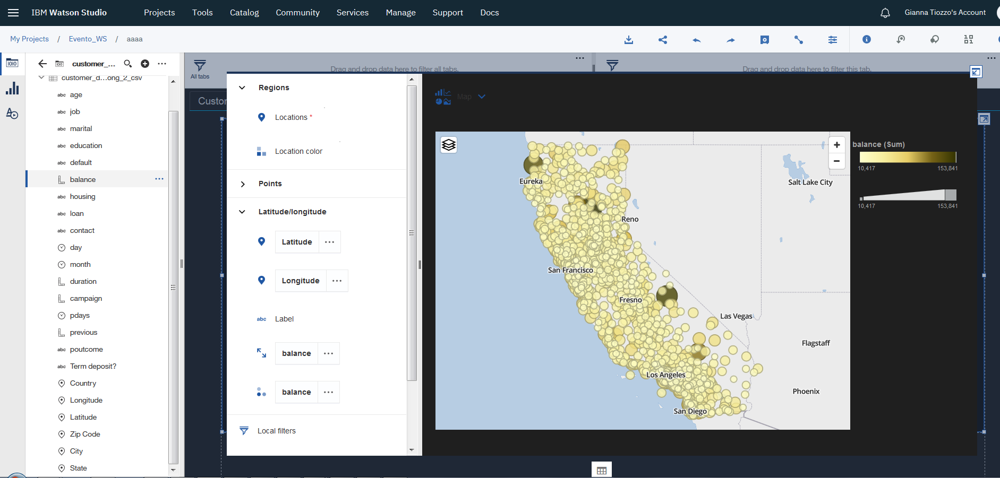 IBM Watson Studio
Projects
Tools
Catalog
Community
Services
Manage
Support
Docs
Gianna Tiozzo's Account
My Projects / Evento_WS / aaaa
customer_...
customer_d...ong_2_csv
abc age
abc job
abc marital
abc education
abc default
balance
abc housing
abc loan
abc contact
day
month
duration
campaign
pdays
previous
abc poutcome
abc Term deposit?
Country
Longitude
Latitude
Zip Code
City
State
All tabs
Drag and drop data here to filter all tabs.
Drag and drop data here to filter this tab.
Custor
Regions
Locations *
Location color
Points
Latitude/longitude
Latitude
Longitude
abc Label
balance
balance
Local filters
Map
Eureka
Reno
Salt Lake City
San Francisco
Fresno
Las Vegas
Flagstaff
Los Angeles
Phoenix
San Diego
+
−
balance (Sum)
10,417 153,841
10,417 153,841